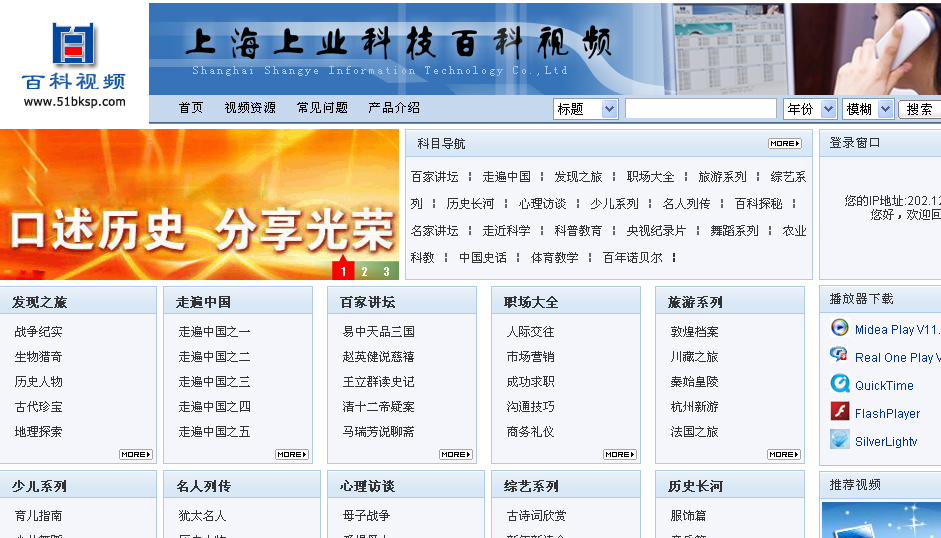 百
百科视频
www.51bksp.com
上海上业科技百科视频
Shanghai Shangye Information Technology Co.,Ltd
首页 视频资源 常见问题 产品介绍 标题 年份 模糊 搜索
口述历史 分享光荣
1 2 3
科目导航 MORE
百家讲坛 ¦ 走遍中国 ¦ 发现之旅 ¦ 职场大全 ¦ 旅游系列 ¦ 综艺系
列 ¦ 历史长河 ¦ 心理访谈 ¦ 少儿系列 ¦ 名人列传 ¦ 百科探秘 ¦
名家讲坛 ¦ 走近科学 ¦ 科普教育 ¦ 央视纪录片 ¦ 舞蹈系列 ¦ 农业
科教 ¦ 中国史话 ¦ 体育教学 ¦ 百年诺贝尔 ¦
登录窗口
您的IP地址:202.12
您好，欢迎回
发现之旅
战争纪实
生物猎奇
历史人物
古代珍宝
地理探索
MORE
走遍中国
走遍中国之一
走遍中国之二
走遍中国之三
走遍中国之四
走遍中国之五
MORE
百家讲坛
易中天品三国
赵英健说慈禧
王立群读史记
清十二帝疑案
马瑞芳说聊斋
MORE
职场大全
人际交往
市场营销
成功求职
沟通技巧
商务礼仪
MORE
旅游系列
敦煌档案
川藏之旅
秦始皇陵
杭州新游
法国之旅
MORE
播放器下载
Midea Play V11.
Real One Play V
QuickTime
FlashPlayer
SilverLightv
少儿系列
育儿指南
名人列传
犹太名人
心理访谈
母子战争
综艺系列
古诗词欣赏
历史长河
服饰篇
推荐视频